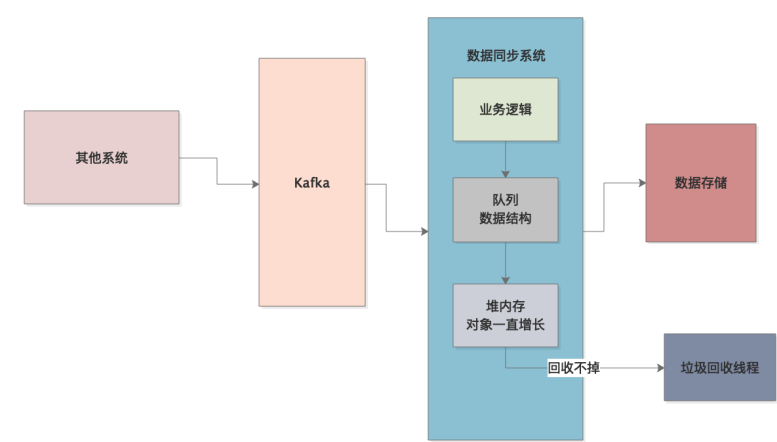 其他系统
Kafka
数据同步系统
业务逻辑
队列
数据结构
堆内存
对象一直增长
回收不掉
数据存储
垃圾回收线程